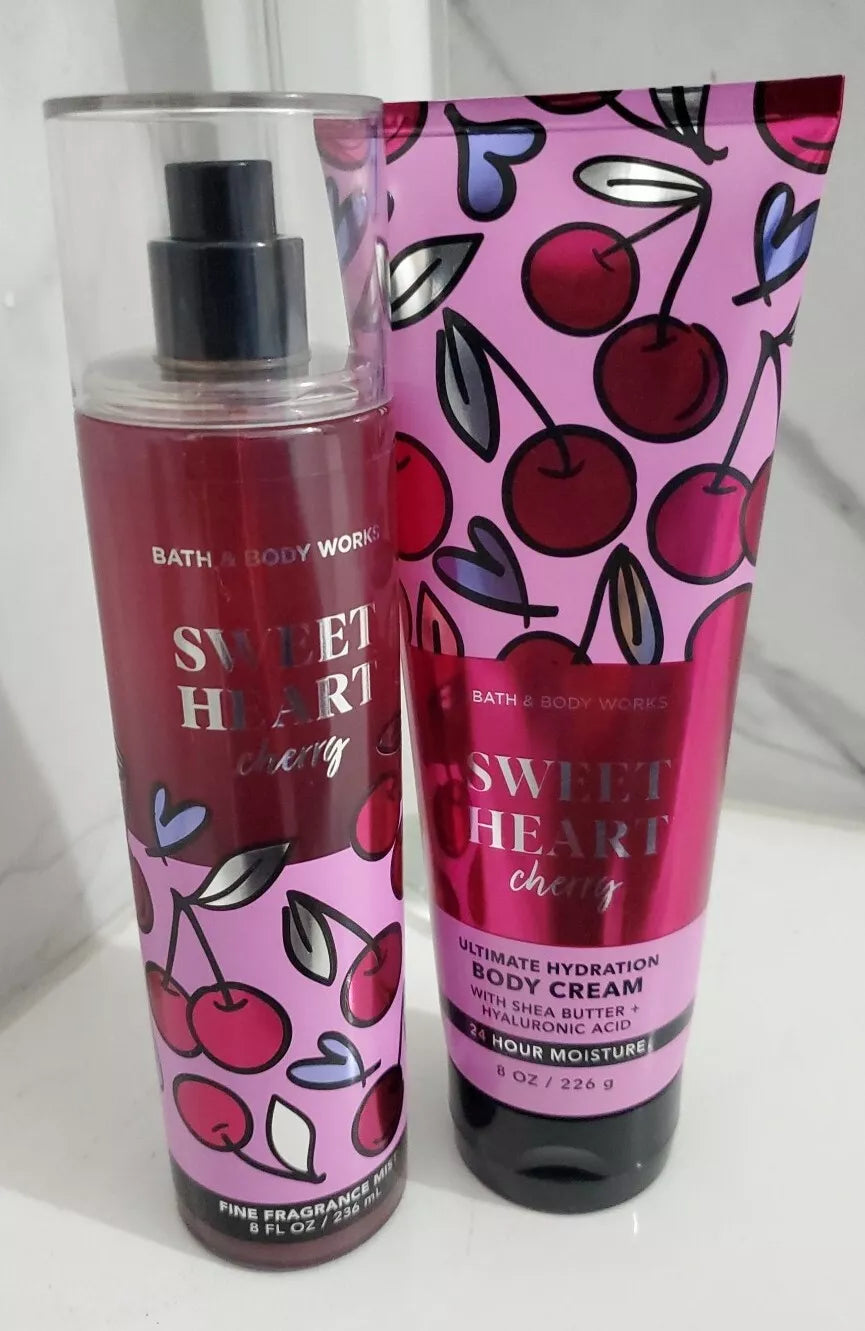 BATH & BODY WORKS
SWEET
HEART
cherry
FINE FRAGRANCE MIST
8 FL OZ / 236 mL
BATH & BODY WORKS
SWEET
HEART
cherry
ULTIMATE HYDRATION
BODY CREAM
WITH SHEA BUTTER +
HYALURONIC ACID
24 HOUR MOISTURE
8 OZ / 226 g